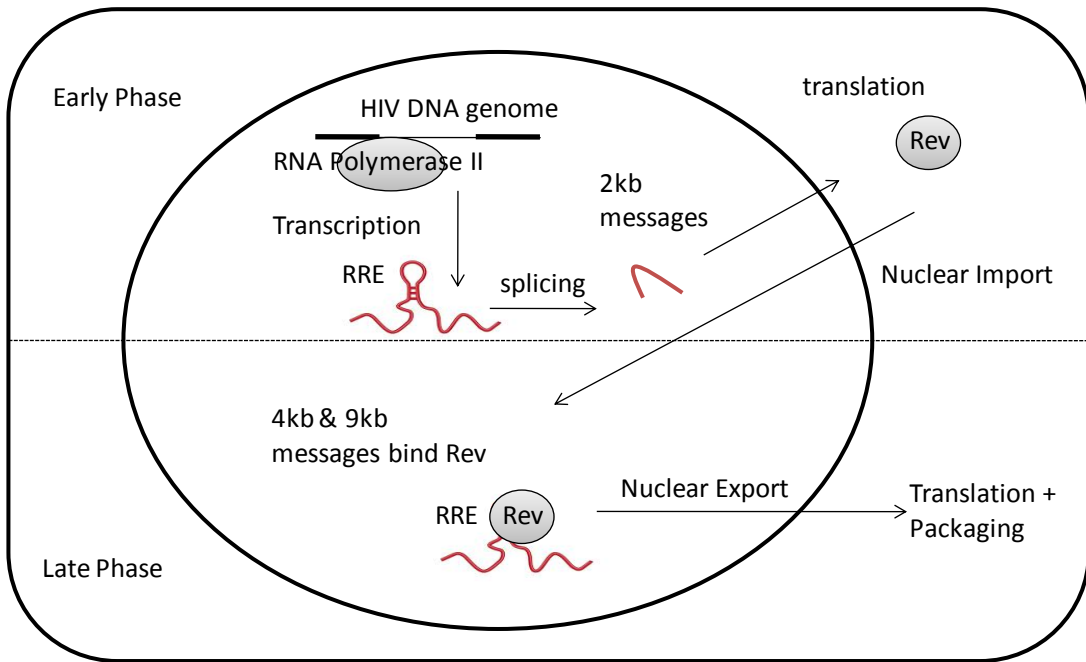 Early Phase
HIV DNA genome
RNA Polymerase II
Transcription
RRE
splicing
2kb
messages
translation
Rev
Nuclear Import
4kb & 9kb
messages bind Rev
RRE
Rev
Nuclear Export
Translation +
Packaging
Late Phase